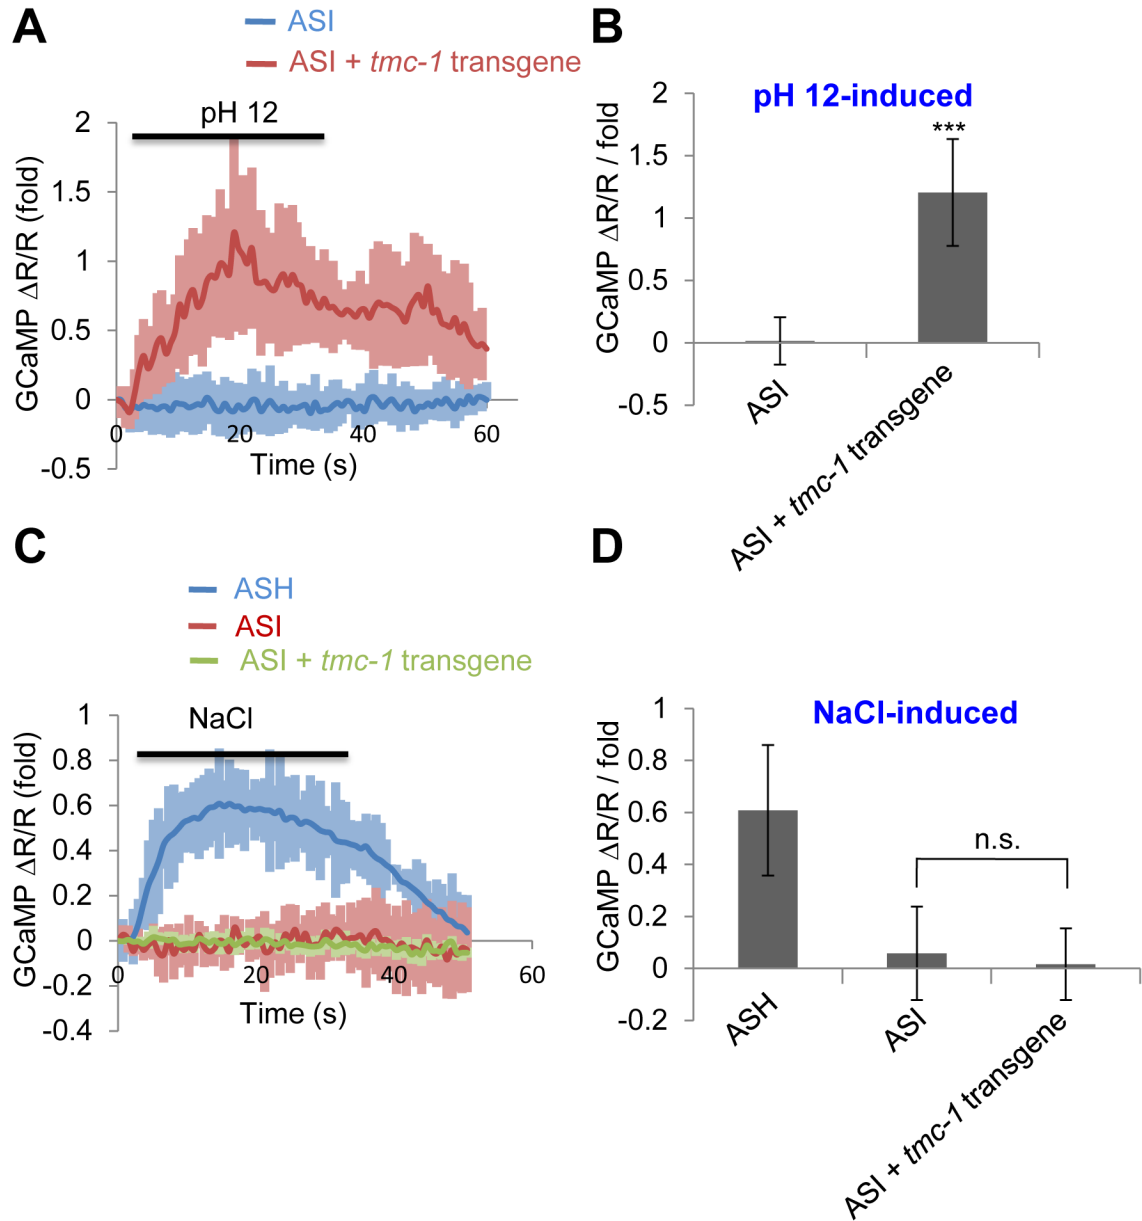 A
ASI
ASI + tmc-1 transgene
pH 12
GCaMP ΔR/R (fold)
2
1.5
1
0.5
0
-0.5
0
20
40
60
Time (s)
B
pH 12-induced
***
GCaMP ΔR/R / fold
2
1.5
1
0.5
0
-0.5
ASI
ASI + tmc-1 transgene
C
ASH
ASI
ASI + tmc-1 transgene
NaCl
GCaMP ΔR/R (fold)
1
0.8
0.6
0.4
0.2
0
-0.2
-0.4
0
20
40
60
Time (s)
D
NaCl-induced
n.s.
GCaMP ΔR/R / fold
1
0.8
0.6
0.4
0.2
0
-0.2
ASH
ASI
ASI + tmc-1 transgene